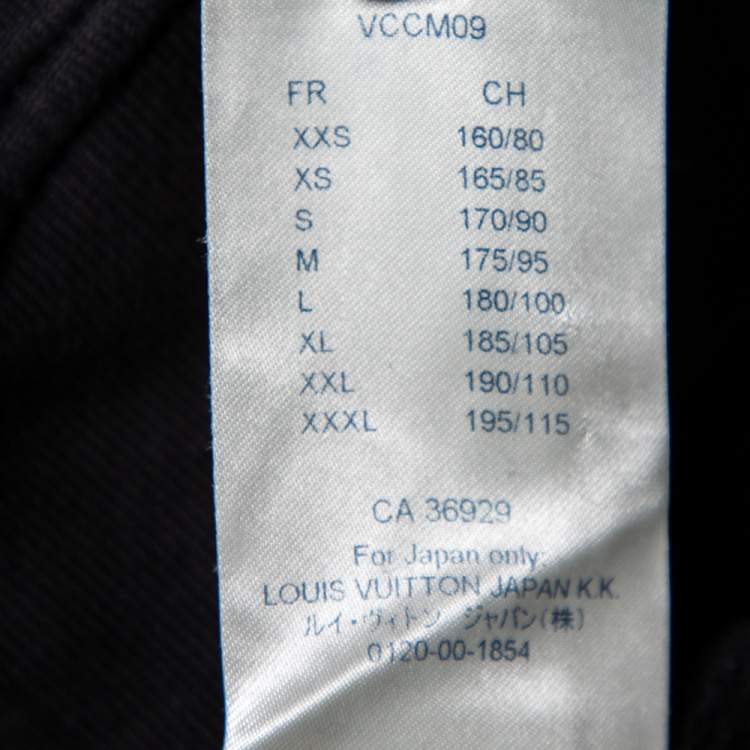 VCCM09
FR CH
XXS 160/80
XS 165/85
S 170/90
M 175/95
L 180/100
XL 185/105
XXL 190/110
XXXL 195/115
CA 36929
For Japan only:
LOUIS VUITTON JAPAN K.K.
ルイ・ヴィトン ジャパン(株)
0120-00-1854